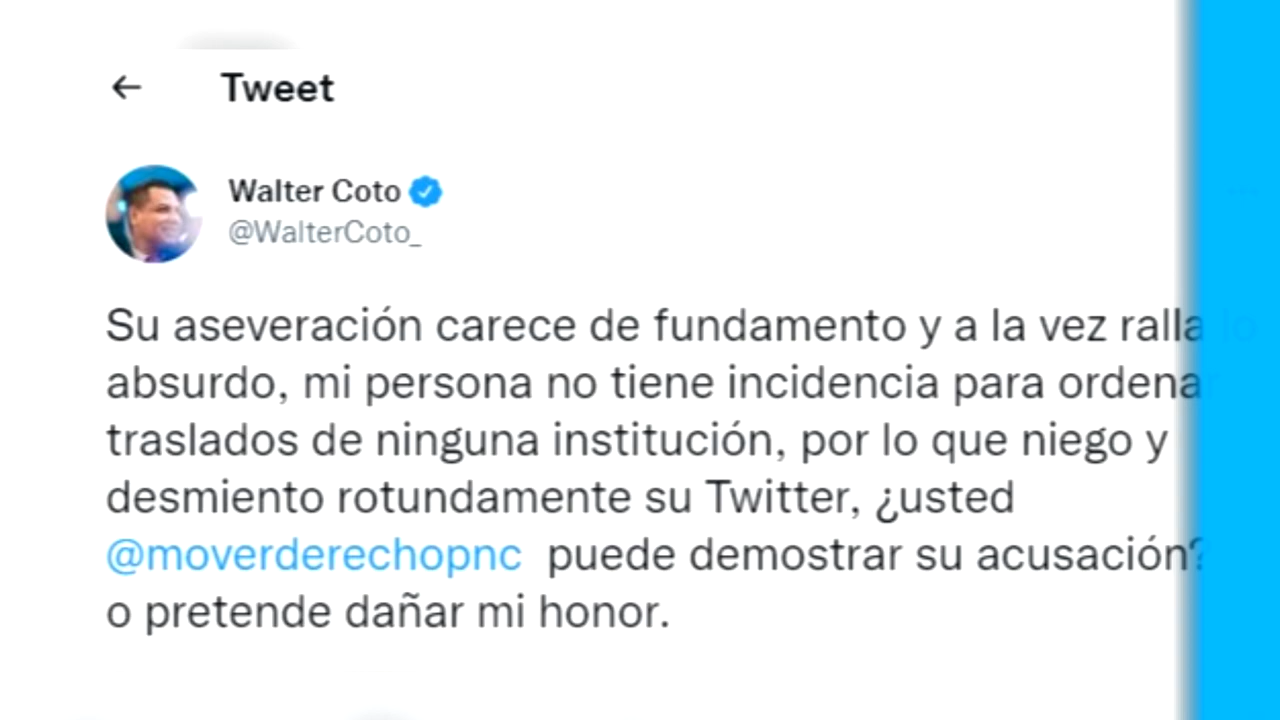 Tweet
Walter Coto
@WalterCoto_
Su aseveración carece de fundamento y a la vez ralla lo
absurdo, mi persona no tiene incidencia para ordenar
traslados de ninguna institución, por lo que niego y
desmiento rotundamente su Twitter, ¿usted
@moverderechopnc puede demostrar su acusación?
o pretende dañar mi honor.